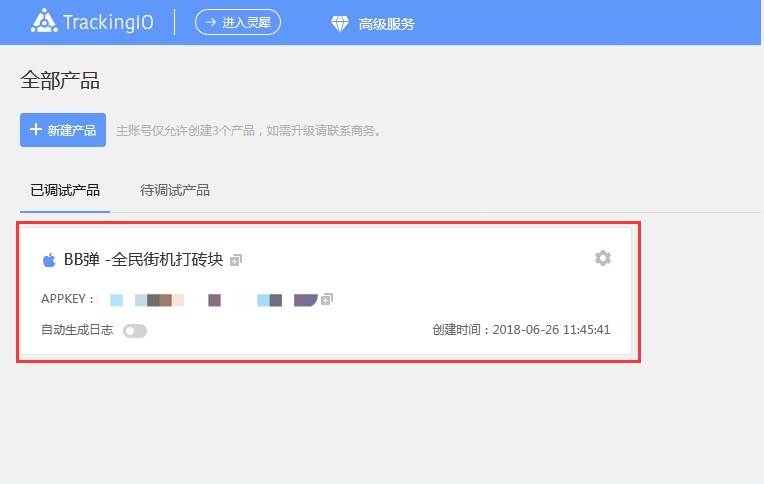 TrackingIO 进入灵犀 高级服务
全部产品
新建产品 主账号仅允许创建3个产品，如需升级请联系商务。
已调试产品 待调试产品
BB弹 -全民街机打砖块
APPKEY：
自动生成日志 创建时间：2018-06-26 11:45:41